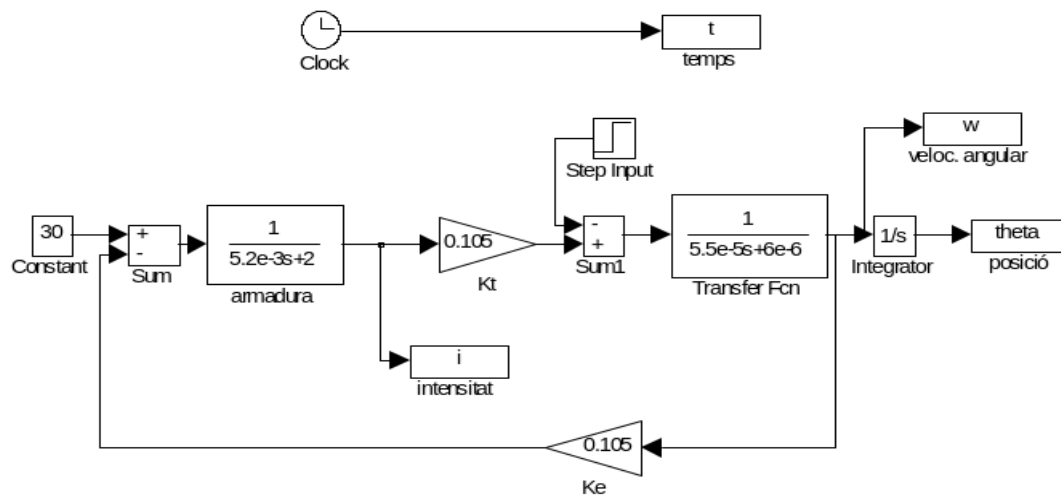 t
Clock
temps
w
veloc. angular
Step Input
30
Constant
+
-
Sum
1
5.2e-3s+2
armadura
0.105
Kt
-
+
Sum1
1
5.5e-5s+6e-6
Transfer Fcn
1/s
Integrator
theta
posició
i
intensitat
0.105
Ke